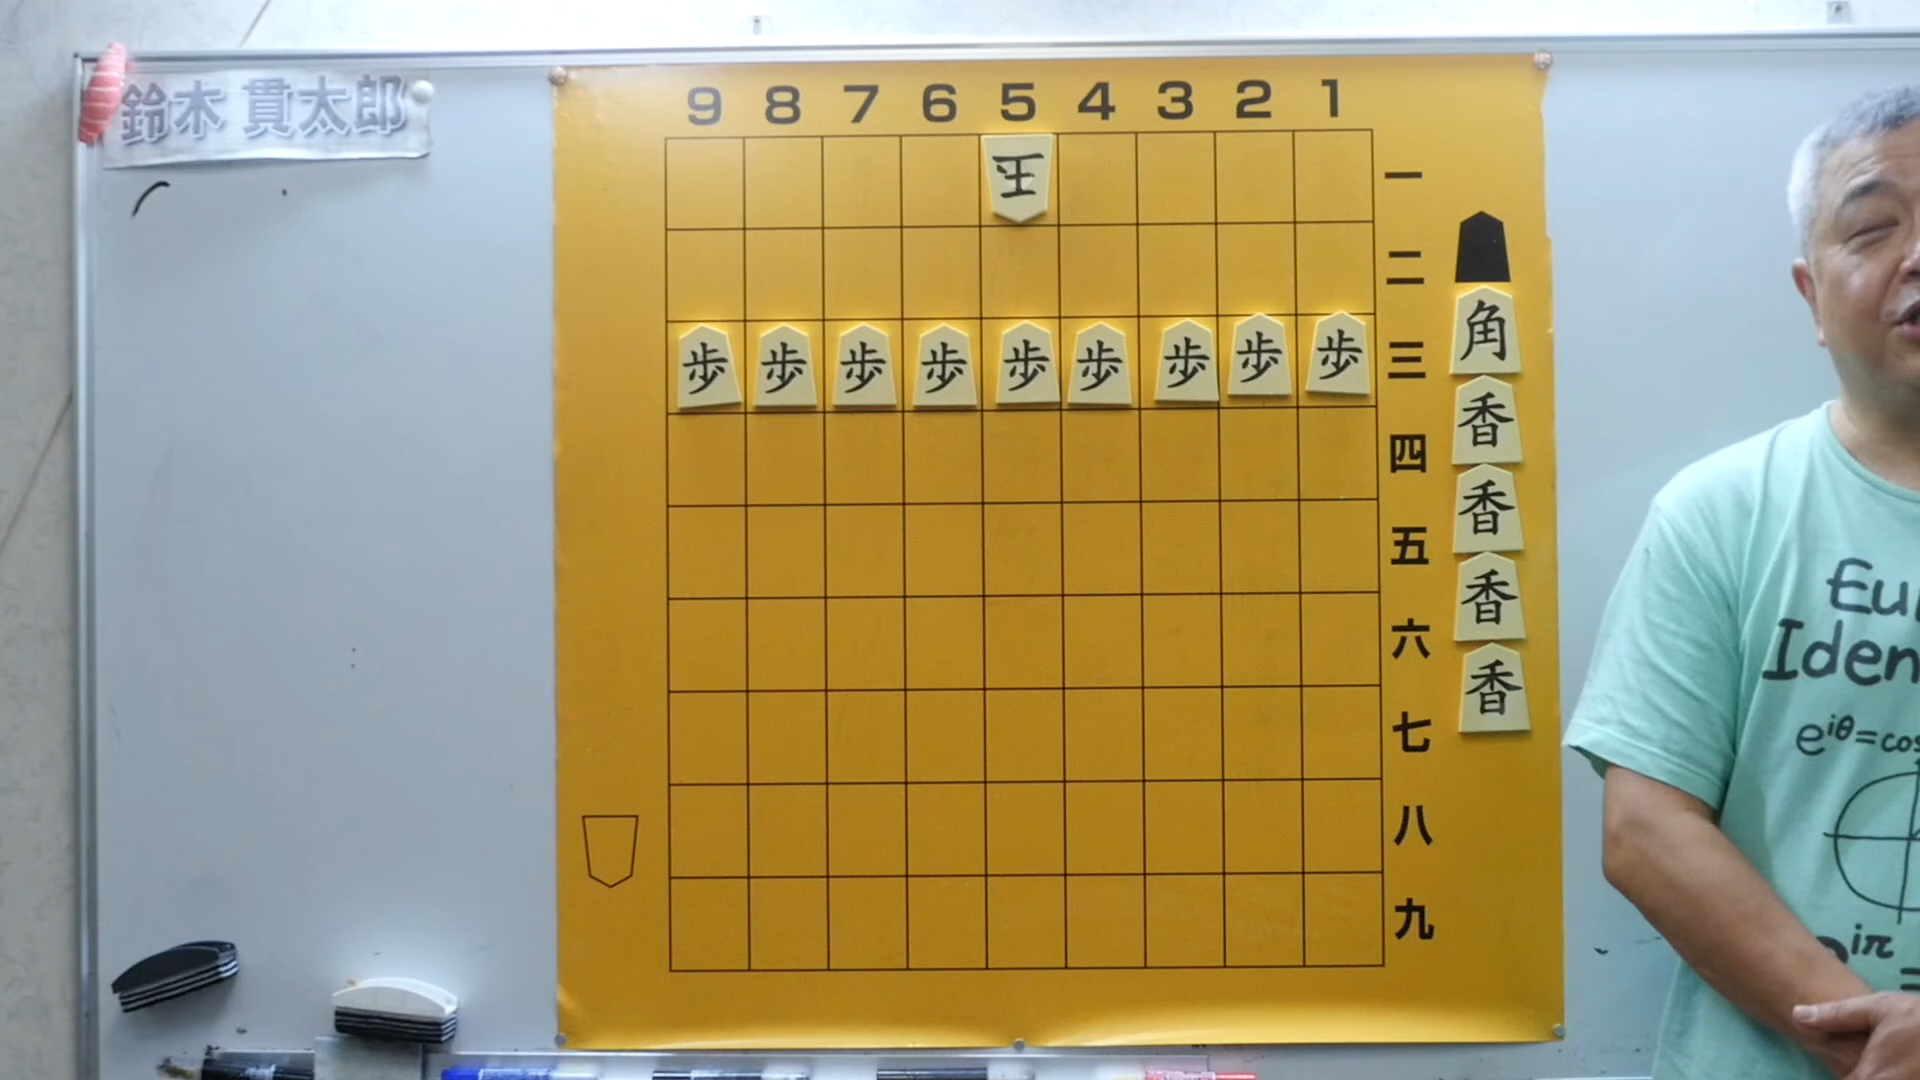 鈴木 貫太郎
9 8 7 6 5 4 3 2 1
王
歩 歩 歩 歩 歩 歩 歩 歩 歩
一
二
三
四
五
六
七
八
九
角
香
香
香
香
Eu
Iden
e^iθ=cos
iπ